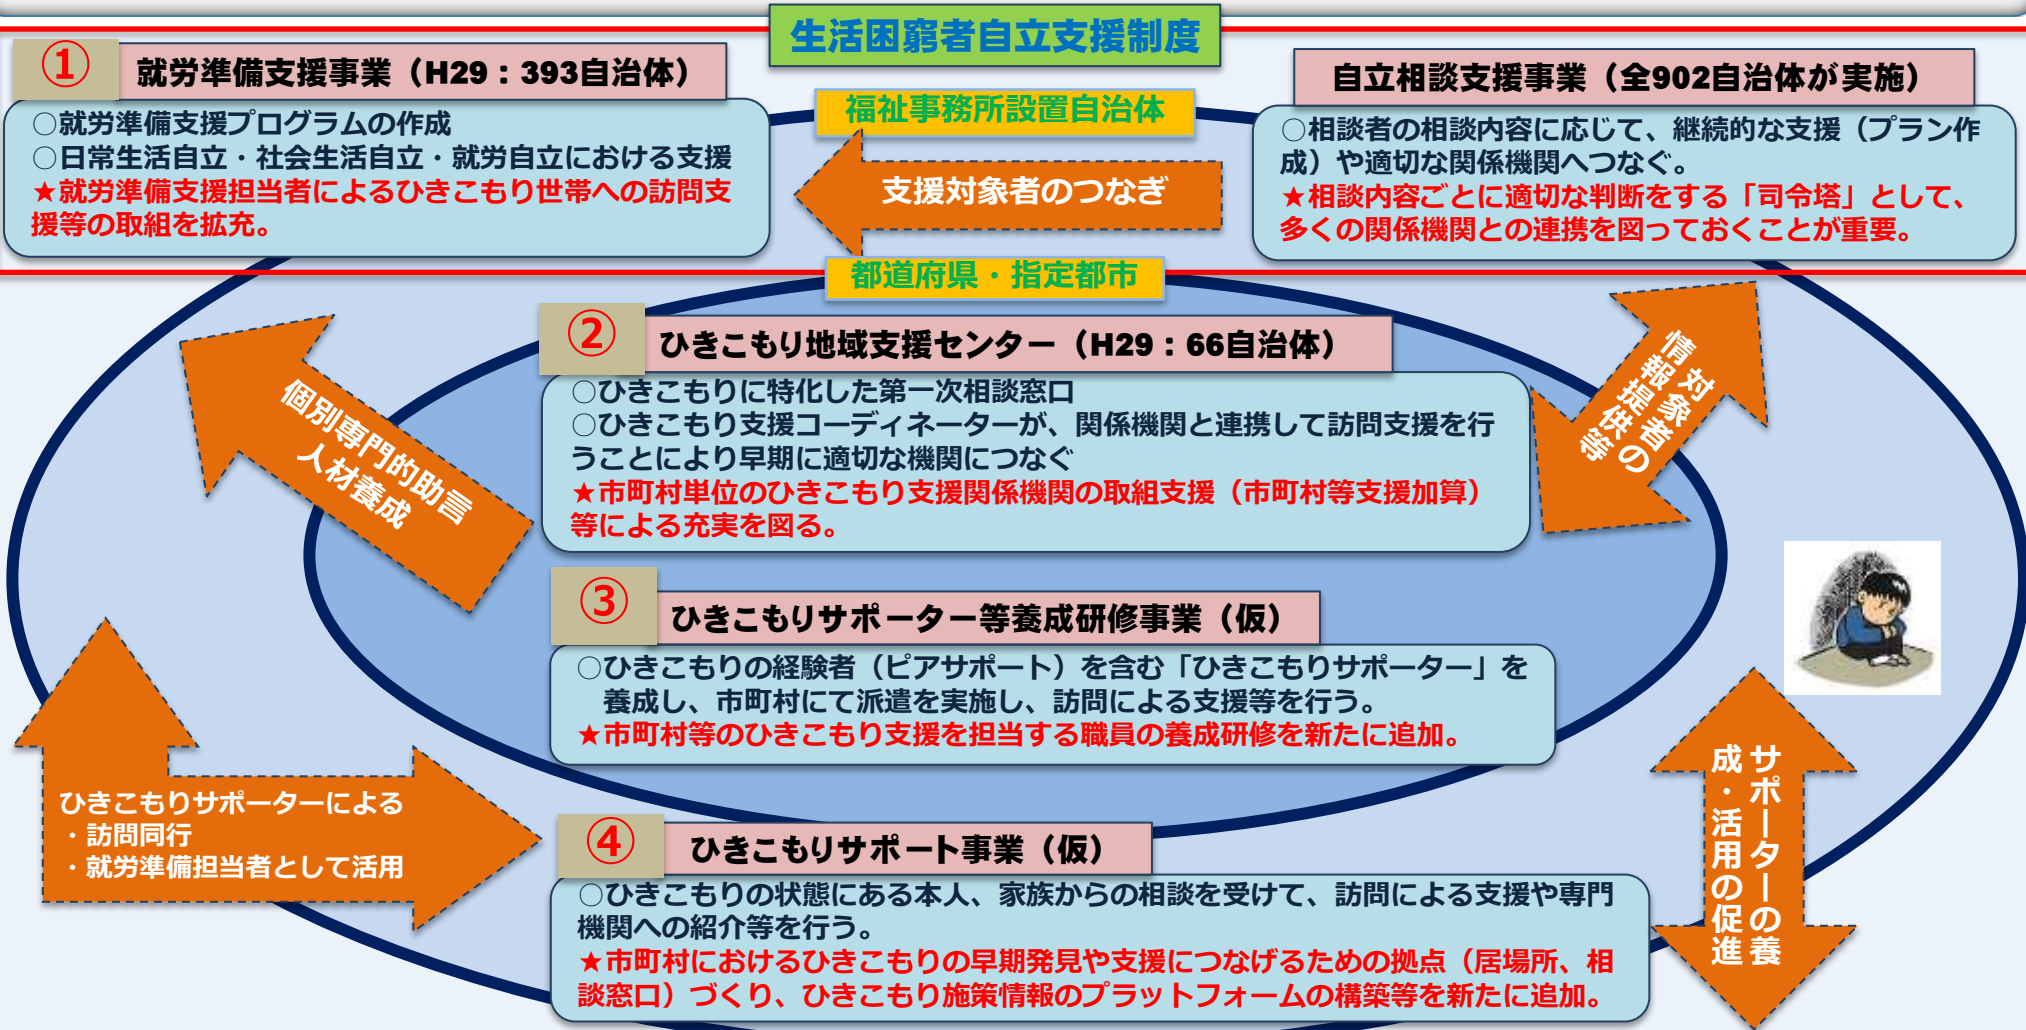 生活困窮者自立支援制度
①
就労準備支援事業（H29：393自治体）
○就労準備支援プログラムの作成
○日常生活自立・社会生活自立・就労自立における支援
★就労準備支援担当者によるひきこもり世帯への訪問支
援等の取組を拡充。
福祉事務所設置自治体
支援対象者のつなぎ
自立相談支援事業（全902自治体が実施）
○相談者の相談内容に応じて、継続的な支援（プラン作
成）や適切な関係機関へつなぐ。
★相談内容ごとに適切な判断をする「司令塔」として、
多くの関係機関との連携を図っておくことが重要。
都道府県・指定都市
②
ひきこもり地域支援センター（H29：66自治体）
○ひきこもりに特化した第一次相談窓口
○ひきこもり支援コーディネーターが、関係機関と連携して訪問支援を行
うことにより早期に適切な機関につなぐ
★市町村単位のひきこもり支援関係機関の取組支援（市町村等支援加算）
等による充実を図る。
個別専門的助言
人材養成
対象者の
情報提供等
③
ひきこもりサポーター等養成研修事業（仮）
○ひきこもりの経験者（ピアサポート）を含む「ひきこもりサポーター」を
養成し、市町村にて派遣を実施し、訪問による支援等を行う。
★市町村等のひきこもり支援を担当する職員の養成研修を新たに追加。
ひきこもりサポーターによる
・訪問同行
・就労準備担当者として活用
サポーターの養
成・活用の促進
④
ひきこもりサポート事業（仮）
○ひきこもりの状態にある本人、家族からの相談を受けて、訪問による支援や専門
機関への紹介等を行う。
★市町村におけるひきこもりの早期発見や支援につなげるための拠点（居場所、相
談窓口）づくり、ひきこもり施策情報のプラットフォームの構築等を新たに追加。